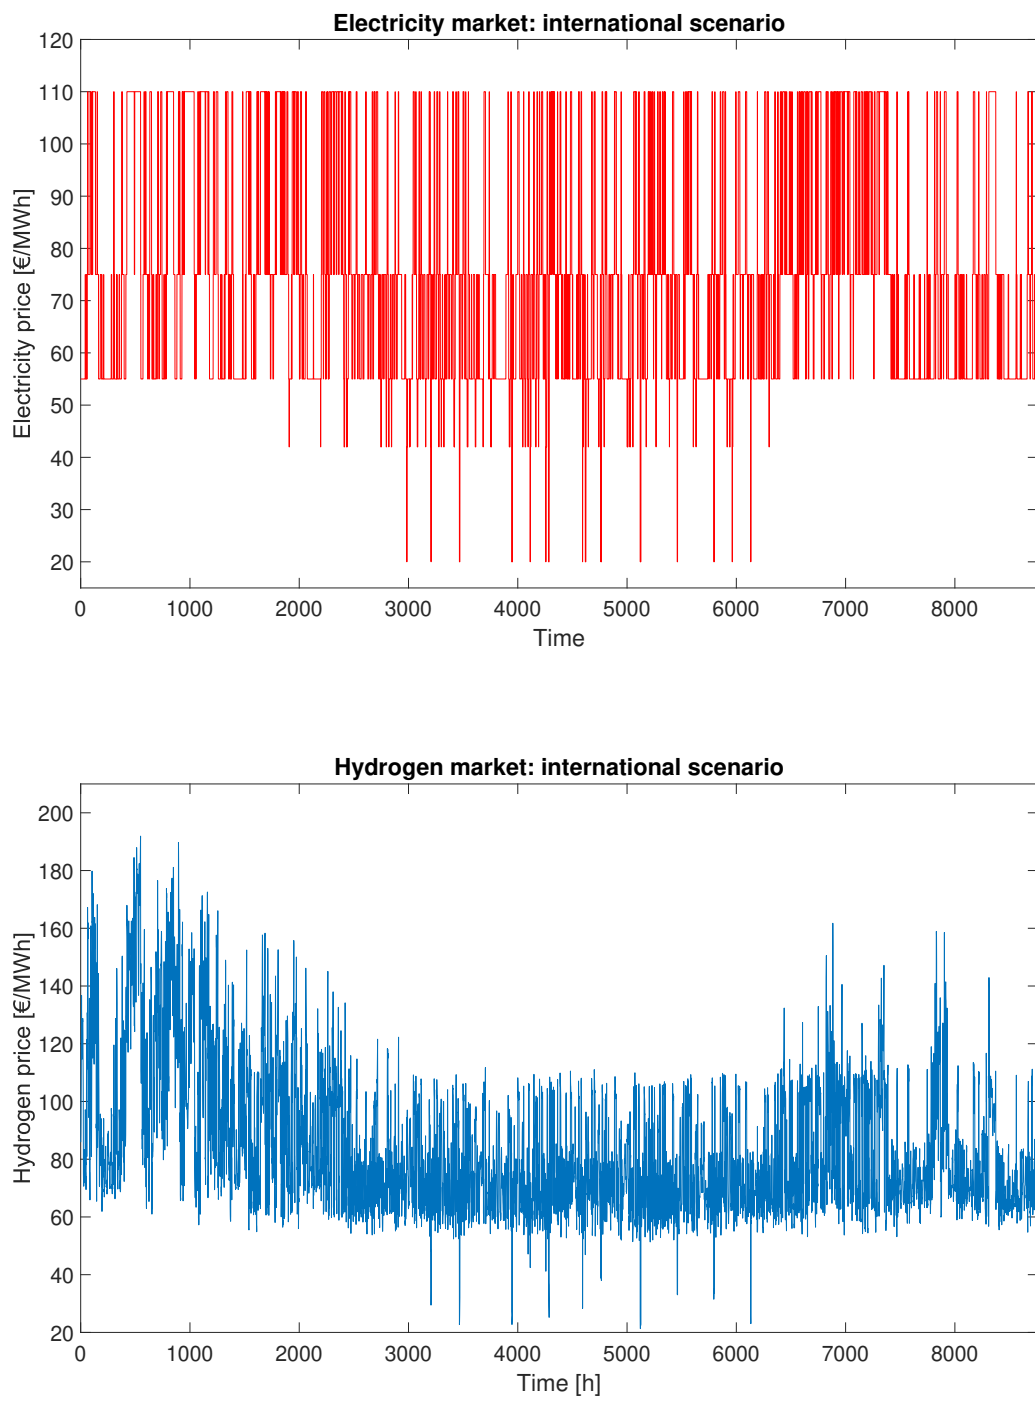 Electricity market: international scenario
120
110
100
90
80
70
60
50
40
30
20
Electricity price [€/MWh]
0 1000 2000 3000 4000 5000 6000 7000 8000
Time
Hydrogen market: international scenario
200
180
160
140
120
100
80
60
40
20
Hydrogen price [€/MWh]
0 1000 2000 3000 4000 5000 6000 7000 8000
Time [h]